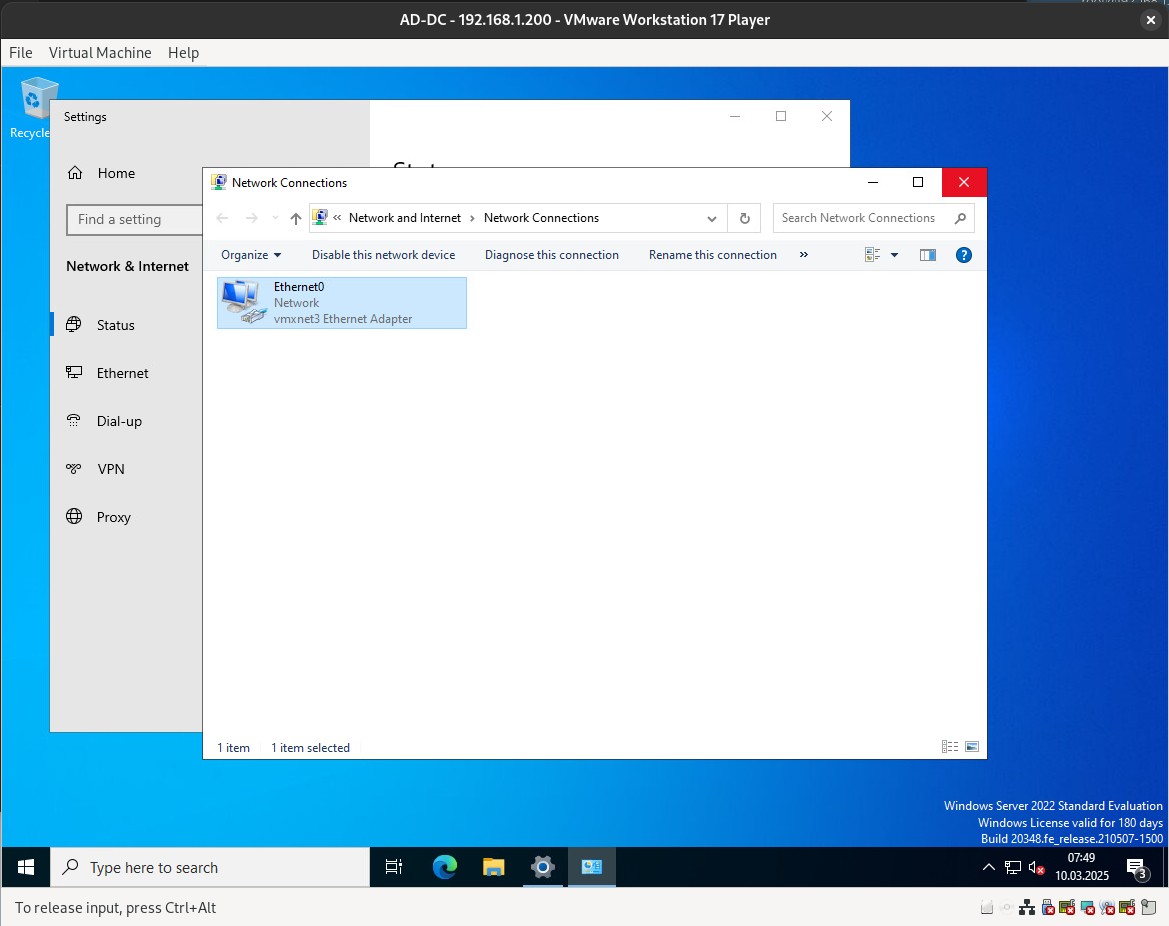 AD-DC - 192.168.1.200 - VMware Workstation 17 Player
File Virtual Machine Help
Recycle
Settings
Home
Find a setting
Network & Internet
Status
Ethernet
Dial-up
VPN
Proxy
Network Connections
« Network and Internet › Network Connections
Search Network Connections
Organize Disable this network device Diagnose this connection Rename this connection »
Ethernet0
Network
vmxnet3 Ethernet Adapter
1 item 1 item selected
Windows Server 2022 Standard Evaluation
Windows License valid for 180 days
Build 20348.fe_release.210507-1500
Type here to search
07:49
10.03.2025
3
To release input, press Ctrl+Alt